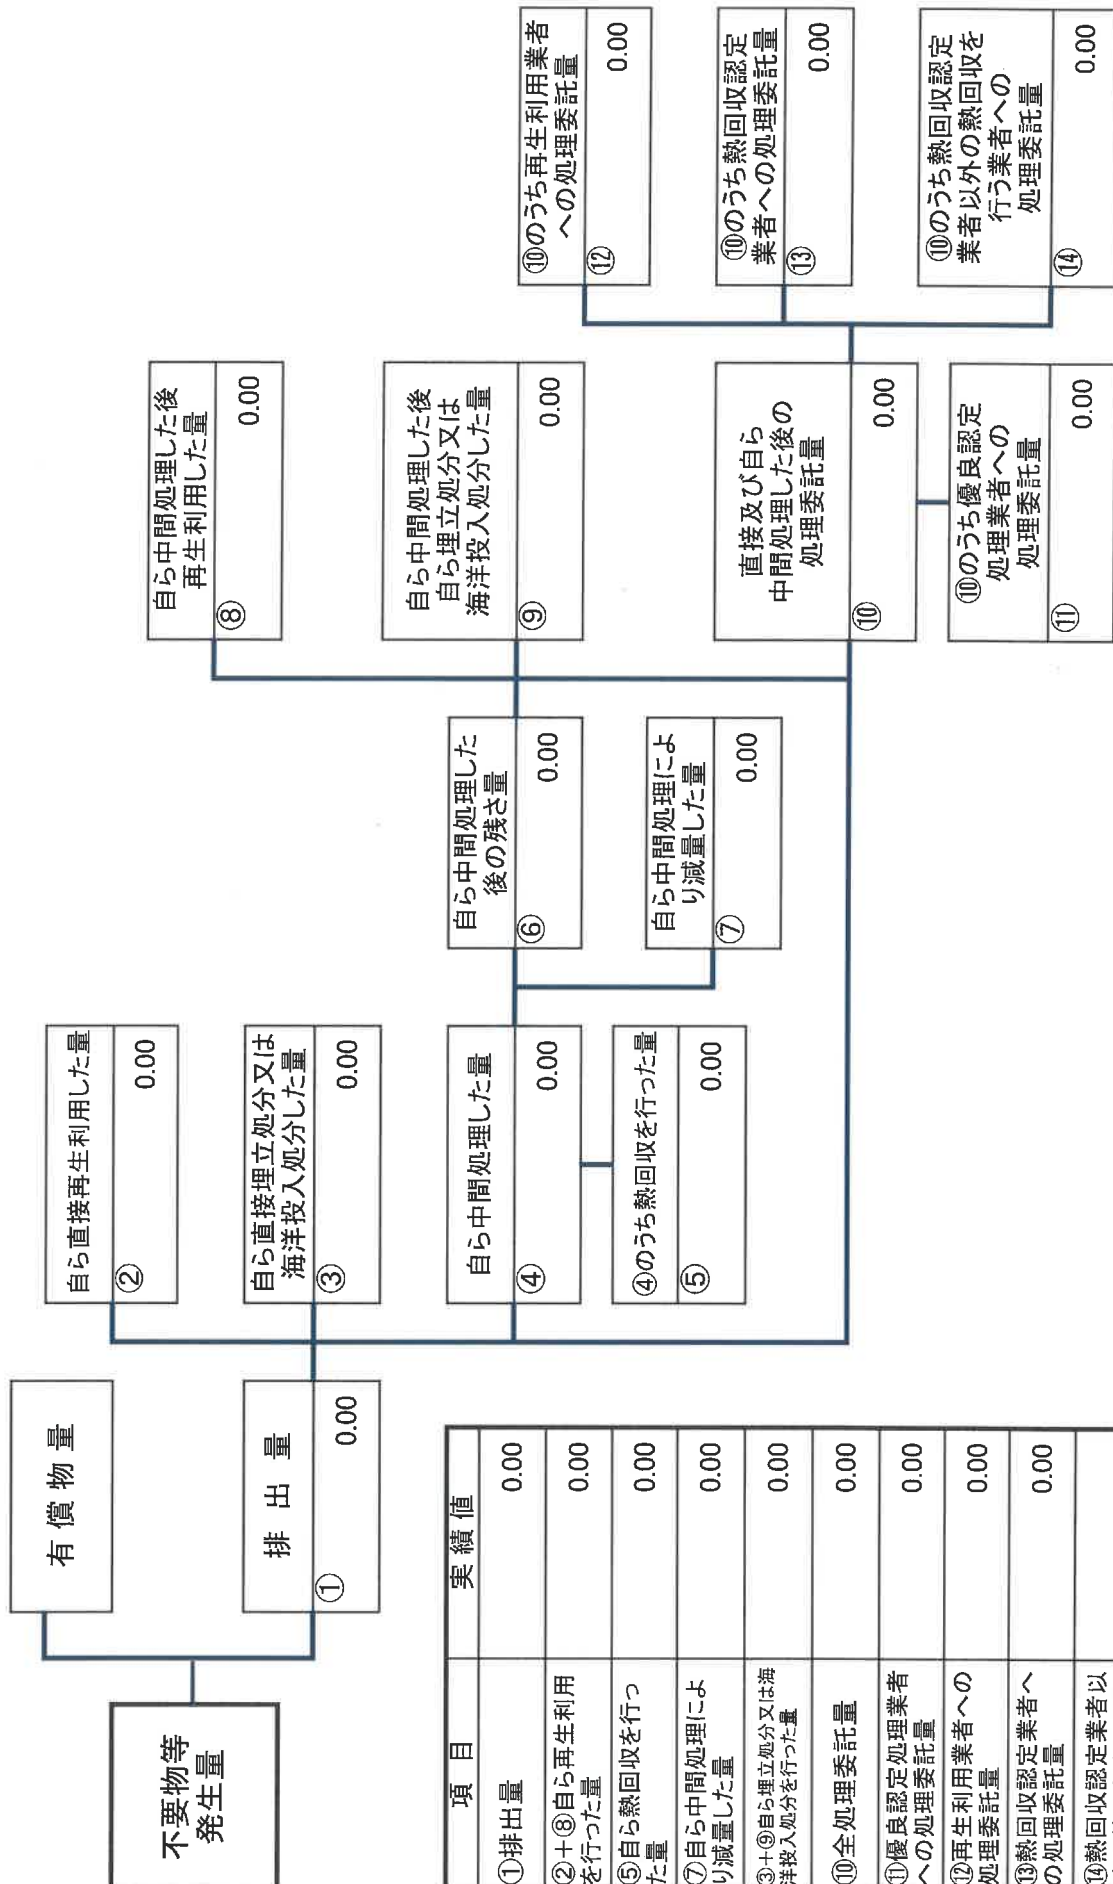 不要物等
発生量
有償物量
排出量
①
0.00
自ら直接再生利用した量
②
0.00
自ら直接埋立処分又は
海洋投入処分した量
③
0.00
自ら中間処理した量
④
0.00
④のうち熱回収を行った量
⑤
0.00
自ら中間処理した
後の残さ量
⑥
0.00
自ら中間処理によ
り減量した量
⑦
0.00
自ら中間処理した後
再生利用した量
⑧
0.00
自ら中間処理した後
自ら埋立処分又は
海洋投入処分した量
⑨
0.00
直接及び自ら
中間処理した後の
処理委託量
⑩
0.00
⑩のうち優良認定
処理業者への
処理委託量
⑪
0.00
⑩のうち再生利用業者
への処理委託量
⑫
0.00
⑩のうち熱回収認定
業者への処理委託量
⑬
0.00
⑩のうち熱回収認定
業者以外の熱回収を
行う業者への
処理委託量
⑭
0.00
項目 実績値
①排出量 0.00
②+⑧自ら再生利用
を行った量 0.00
⑤自ら熱回収を行っ
た量 0.00
⑦自ら中間処理によ
り減量した量 0.00
③+⑨自ら埋立処分又は海
洋投入処分を行った量 0.00
⑩全処理委託量 0.00
⑪優良認定処理業者
への処理委託量 0.00
⑫再生利用業者への
処理委託量 0.00
⑬熱回収認定業者へ
の処理委託量 0.00
⑭熱回収認定業者以